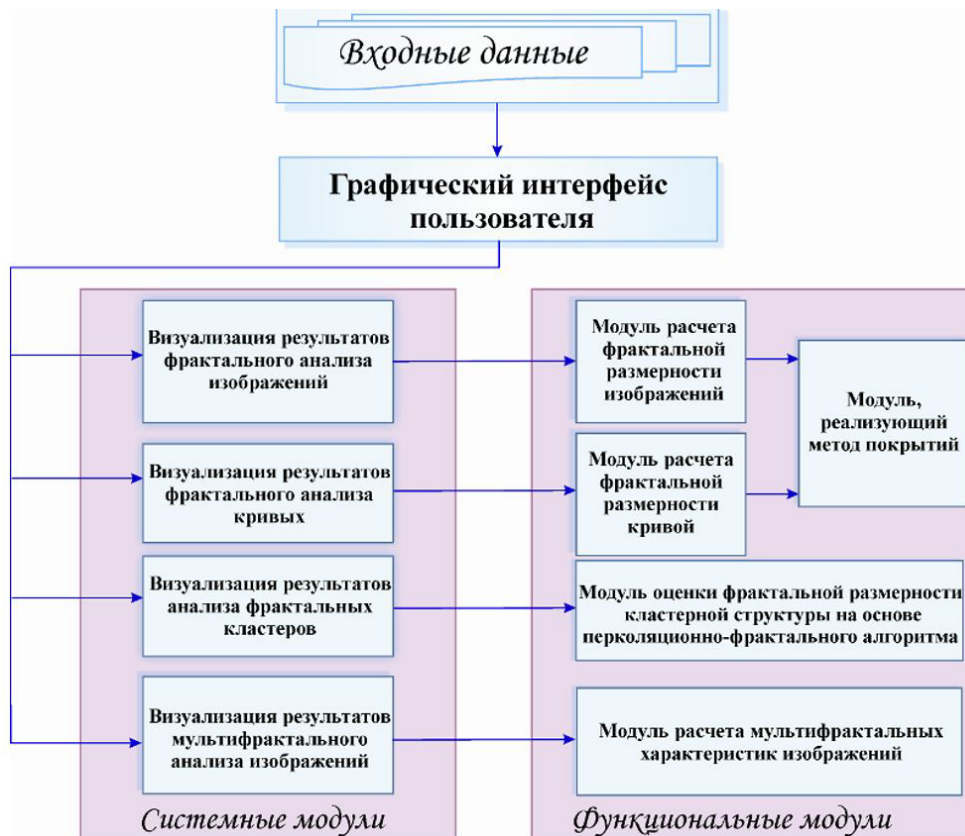 Входные данные
Графический интерфейс
пользователя
Визуализация результатов
фрактального анализа
изображений
Модуль расчета
фрактальной
размерности
изображений
Модуль,
реализующий
метод покрытий
Визуализация результатов
фрактального анализа
кривых
Модуль расчета
фрактальной
размерности
кривой
Визуализация результатов
анализа фрактальных
кластеров
Модуль оценки фрактальной размерности
кластерной структуры на основе
перколяционно-фрактального алгоритма
Визуализация результатов
мультифрактального
анализа изображений
Модуль расчета мультифрактальных
характеристик изображений
Системные модули
Функциональные модули